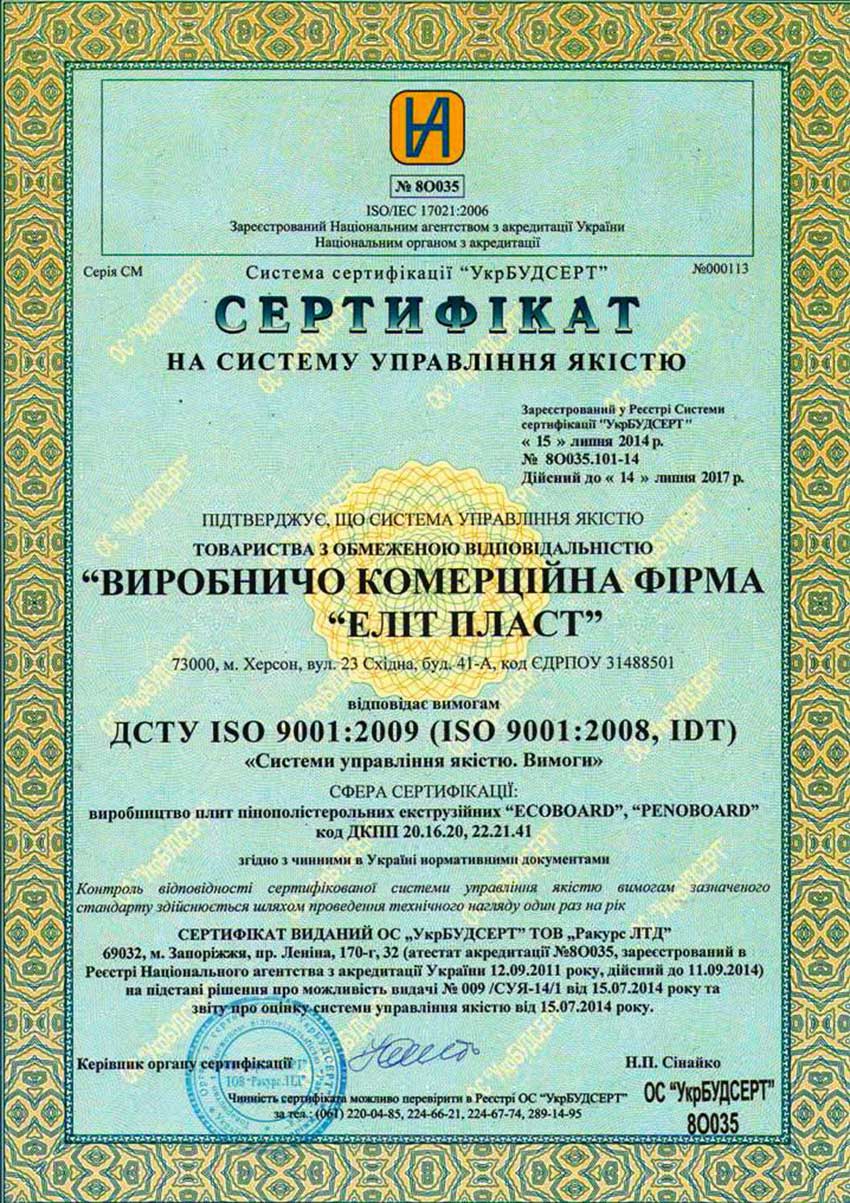 № 8О035
ISO/IEC 17021:2006
Зареєстрований Національним агентством з акредитації України
Національним органом з акредитації
Серія СМ
Система сертифікації “УкрБУДСЕРТ”
№000113
СЕРТИФІКАТ
НА СИСТЕМУ УПРАВЛІННЯ ЯКІСТЮ
Зареєстрований у Реєстрі Системи
сертифікації "УкрБУДСЕРТ"
« 15 » липня 2014 р.
№ 8О035.101-14
Дійсний до « 14 » липня 2017 р.
ПІДТВЕРДЖУЄ, ЩО СИСТЕМА УПРАВЛІННЯ ЯКІСТЮ
ТОВАРИСТВА З ОБМЕЖЕНОЮ ВІДПОВІДАЛЬНІСТЮ
“ВИРОБНИЧО КОМЕРЦІЙНА ФІРМА
“ЕЛІТ ПЛАСТ”
73000, м. Херсон, вул. 23 Східна, буд. 41-А, код ЄДРПОУ 31488501
відповідає вимогам
ДСТУ ISO 9001:2009 (ISO 9001:2008, IDT)
«Системи управління якістю. Вимоги»
СФЕРА СЕРТИФІКАЦІЇ:
виробництво плит пінополістерольних екструзійних “ECOBOARD”, “PENOBOARD”
код ДКПП 20.16.20, 22.21.41
згідно з чинними в Україні нормативними документами
Контроль відповідності сертифікованої системи управління якістю вимогам зазначеного
стандарту здійснюється шляхом проведення технічного нагляду один раз на рік
СЕРТИФІКАТ ВИДАНИЙ ОС „УкрБУДСЕРТ” ТОВ „Ракурс ЛТД”
69032, м. Запоріжжя, пр. Леніна, 170-г, 32 (атестат акредитації №8О035, зареєстрований в
Реєстрі Національного агентства з акредитації України 12.09.2011 року, дійсний до 11.09.2014)
на підставі рішення про можливість видачі № 009 /СУЯ-14/1 від 15.07.2014 року та
звіту про оцінку системи управління якістю від 15.07.2014 року.
Керівник органу сертифікації
Н.П. Сінайко
ТОВ "Ракурс ЛТД"
Чинність сертифіката можливо перевірити в Реєстрі ОС “УкрБУДСЕРТ”
за тел.: (061) 220-04-85, 224-66-21, 224-67-74, 289-14-95
ОС “УкрБУДСЕРТ”
8О035